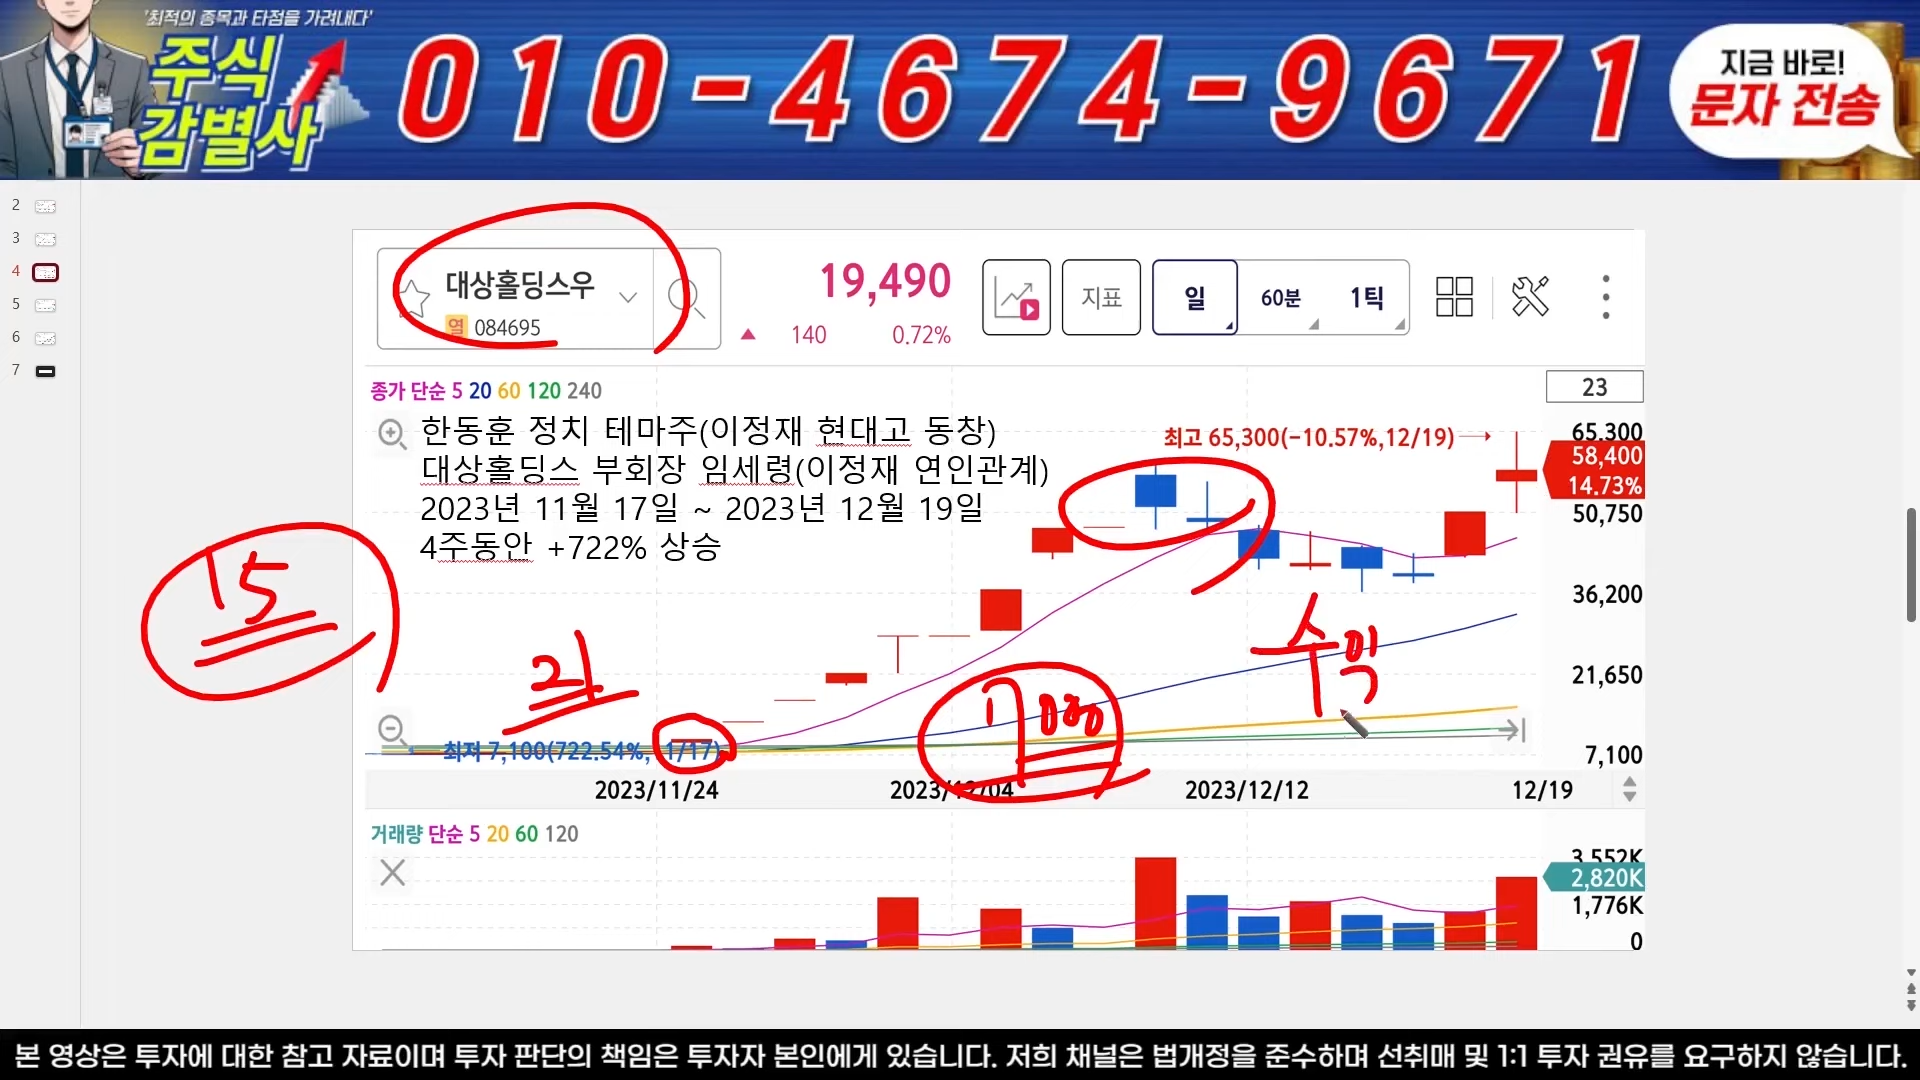 '최적의 종목과 타점을 가려내다'
주식
감별사
010-4674-9671
지금 바로!
문자 전송
2
3
4
5
6
7
대상홀딩스우
열 084695
19,490
▲ 140 0.72%
지표
일
60분
1틱
종가 단순 5 20 60 120 240
23
한동훈 정치 테마주(이정재 현대고 동창)
대상홀딩스 부회장 임세령(이정재 연인관계)
2023년 11월 17일 ~ 2023년 12월 19일
4주동안 +722% 상승
최고 65,300(-10.57%,12/19)
65,300
58,400
14.73%
50,750
36,200
21,650
7,100
15
수익
최저 7,100(722.54%, 1/17)
2023/11/24
2023/12/04
2023/12/12
12/19
거래량 단순 5 20 60 120
3,552K
2,820K
1,776K
0
본 영상은 투자에 대한 참고 자료이며 투자 판단의 책임은 투자자 본인에게 있습니다. 저희 채널은 법개정을 준수하며 선취매 및 1:1 투자 권유를 요구하지 않습니다.